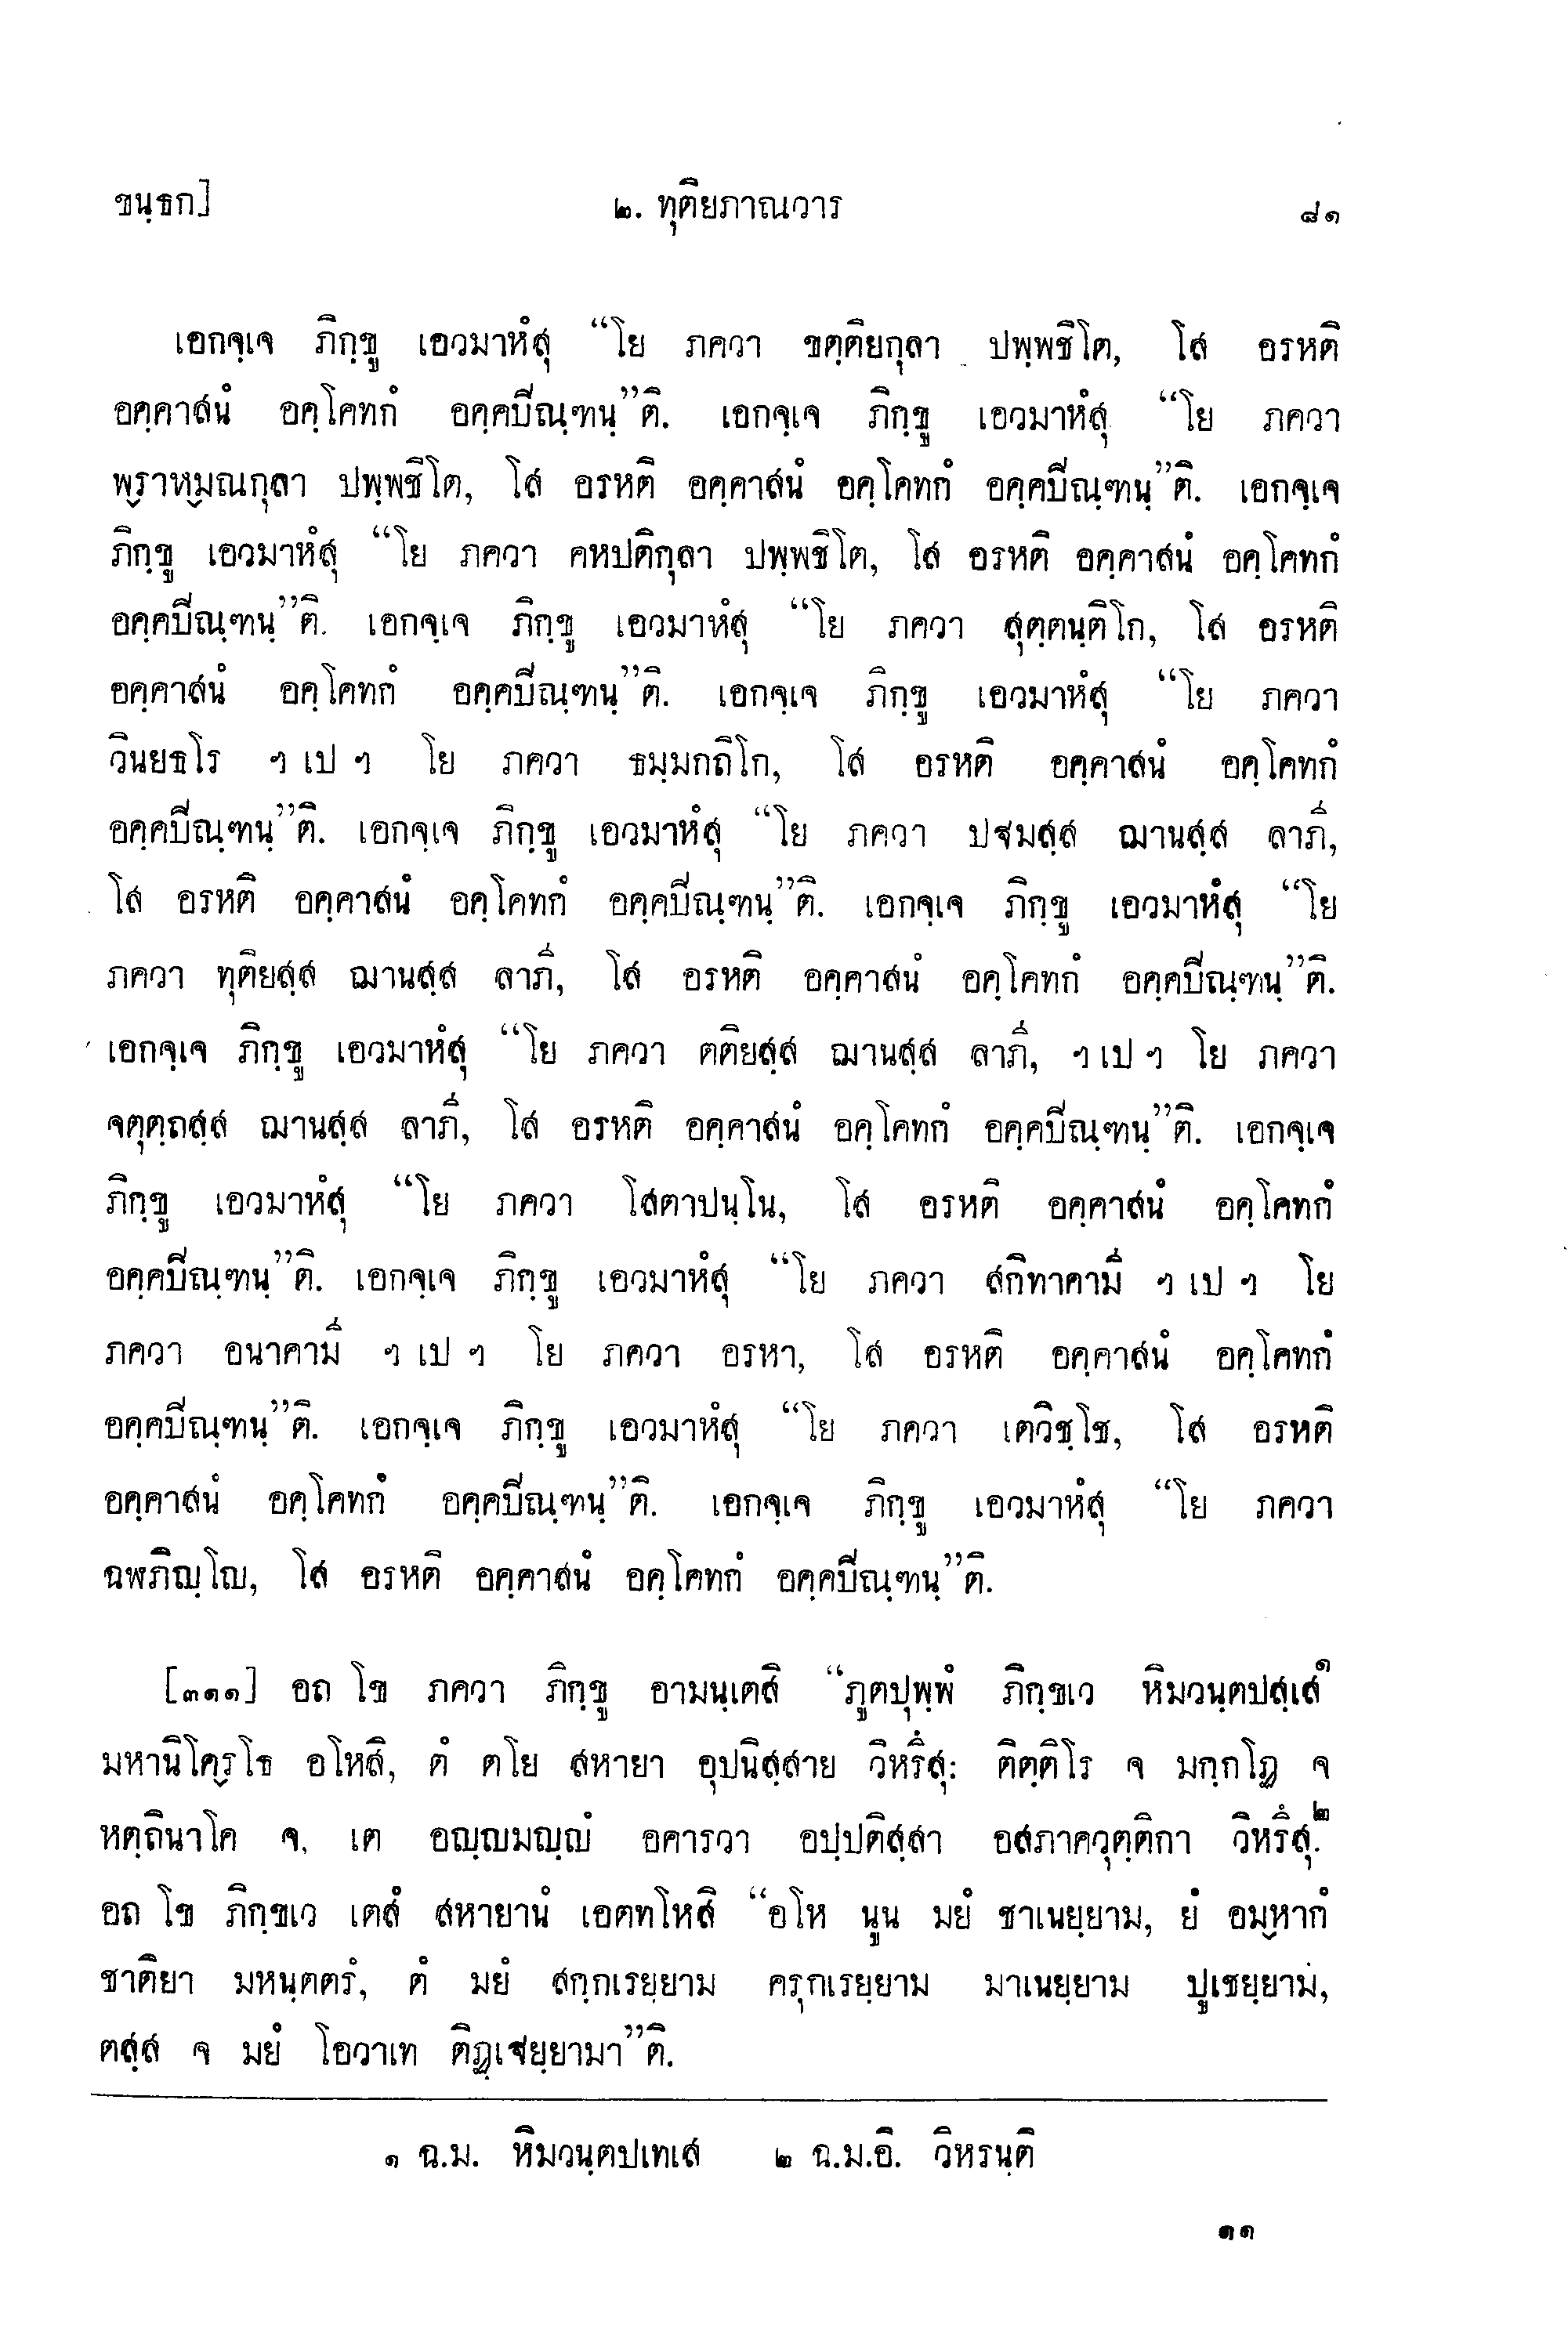 ขนฺธก]
๒. ทุติยภาณวาร
๘๑
เอกจฺเจ ภิกฺขู เอวมาหํสุ “โย ภควา ขตฺติยกุลา ปพฺพชิโต, โส อรหติ
อคฺคาสนํ อคฺโคทกํ อคฺคปิณฺฑนฺ”ติ. เอกจฺเจ ภิกฺขู เอวมาหํสุ “โย ภควา
พฺราหฺมณกุลา ปพฺพชิโต, โส อรหติ อคฺคาสนํ อคฺโคทกํ อคฺคปิณฺฑนฺ”ติ. เอกจฺเจ
ภิกฺขู เอวมาหํสุ “โย ภควา คหปติกุลา ปพฺพชิโต, โส อรหติ อคฺคาสนํ อคฺโคทกํ
อคฺคปิณฺฑนฺ”ติ. เอกจฺเจ ภิกฺขู เอวมาหํสุ “โย ภควา สุตฺตนฺติโก, โส อรหติ
อคฺคาสนํ อคฺโคทกํ อคฺคปิณฺฑนฺ”ติ. เอกจฺเจ ภิกฺขู เอวมาหํสุ “โย ภควา
วินยธโร ฯ เป ฯ โย ภควา ธมฺมกถิโก, โส อรหติ อคฺคาสนํ อคฺโคทกํ
อคฺคปิณฺฑนฺ”ติ. เอกจฺเจ ภิกฺขู เอวมาหํสุ “โย ภควา ปฐมสฺส ฌานสฺส ลาภี,
โส อรหติ อคฺคาสนํ อคฺโคทกํ อคฺคปิณฺฑนฺ”ติ. เอกจฺเจ ภิกฺขู เอวมาหํสุ “โย
ภควา ทุติยสฺส ฌานสฺส ลาภี, โส อรหติ อคฺคาสนํ อคฺโคทกํ อคฺคปิณฺฑนฺ”ติ.
เอกจฺเจ ภิกฺขู เอวมาหํสุ “โย ภควา ตติยสฺส ฌานสฺส ลาภี, ฯ เป ฯ โย ภควา
จตุตฺถสฺส ฌานสฺส ลาภี, โส อรหติ อคฺคาสนํ อคฺโคทกํ อคฺคปิณฺฑนฺ”ติ. เอกจฺเจ
ภิกฺขู เอวมาหํสุ “โย ภควา โสตาปนฺโน, โส อรหติ อคฺคาสนํ อคฺโคทกํ
อคฺคปิณฺฑนฺ”ติ. เอกจฺเจ ภิกฺขู เอวมาหํสุ “โย ภควา สกิทาคามี ฯ เป ฯ โย
ภควา อนาคามี ฯ เป ฯ โย ภควา อรหา, โส อรหติ อคฺคาสนํ อคฺโคทกํ
อคฺคปิณฺฑนฺ”ติ. เอกจฺเจ ภิกฺขู เอวมาหํสุ “โย ภควา เตวิชฺโช, โส อรหติ
อคฺคาสนํ อคฺโคทกํ อคฺคปิณฺฑนฺ”ติ. เอกจฺเจ ภิกฺขู เอวมาหํสุ “โย ภควา
ฉฬภิญฺโญ, โส อรหติ อคฺคาสนํ อคฺโคทกํ อคฺคปิณฺฑนฺ”ติ.
[๓๑๑] อถ โข ภควา ภิกฺขู อามนฺเตสิ “ภูตปุพฺพํ ภิกฺขเว หิมวนฺตปสฺเส๑
มหานิโคฺรโธ อโหสิ, ตํ ตโย สหายา อุปนิสฺสาย วิหรึสุ: ติตฺติโร จ มกฺกโฏ จ
หตฺถินาโค จ, เต อญฺญมญฺญํ อคารวา อปฺปติสฺสา อสภาควุตฺติกา วิหรึสุ.๒
อถ โข ภิกฺขเว เตสํ สหายานํ เอตทโหสิ “อโห นูน มยํ ชาเนยฺยาม, ยํ อมฺหากํ
ชาติยา มหนฺตตรํ, ตํ มยํ สกฺกเรยฺยาม ครุกเรยฺยาม มาเนยฺยาม ปูเชยฺยาม,
ตสฺส จ มยํ โอวาเท ติฏฺเฐยฺยามา”ติ.
๑ ฉ.ม. หิมวนฺตปเทเส ๒ ฉ.ม.อิ. วิหรนฺติ
๑๑